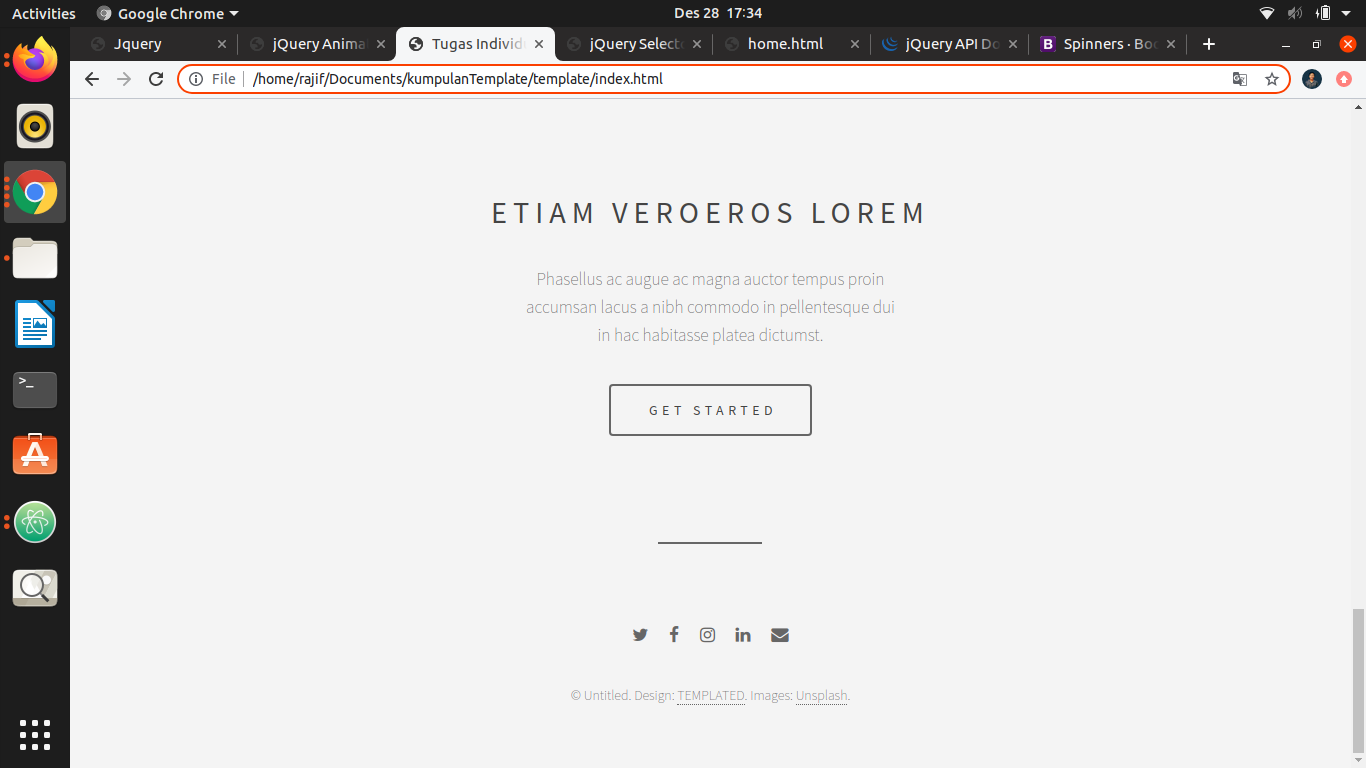 Activities Google Chrome Des 28 17:34
Jquery jQuery Anima Tugas Individ jQuery Selecto home.html jQuery API Do B Spinners · Boo
File /home/rajif/Documents/kumpulanTemplate/template/index.html
ETIAM VEROEROS LOREM
Phasellus ac augue ac magna auctor tempus proin
accumsan lacus a nibh commodo in pellentesque dui
in hac habitasse platea dictumst.
GET STARTED
© Untitled. Design: TEMPLATED. Images: Unsplash.